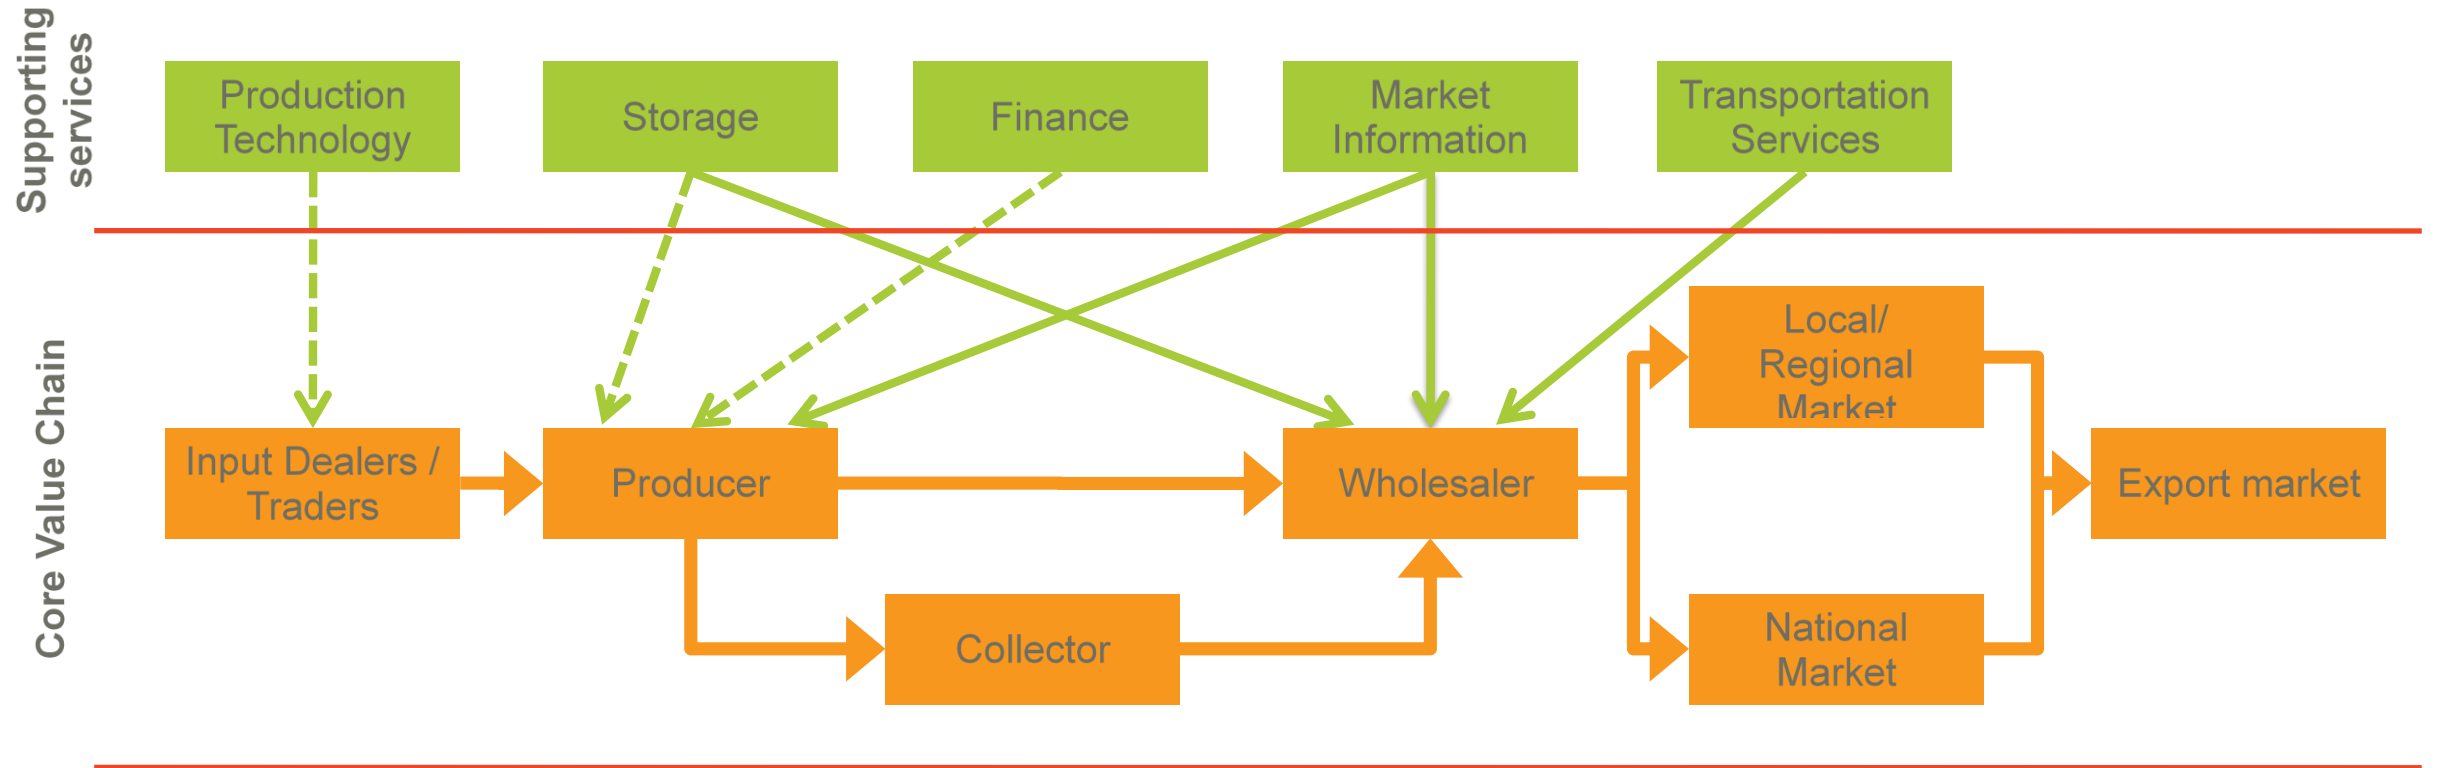 Supporting
services
Production
Technology
Storage
Finance
Market
Information
Transportation
Services
Core Value Chain
Input Dealers /
Traders
Producer
Collector
Wholesaler
Local/
Regional
Market
National
Market
Export market